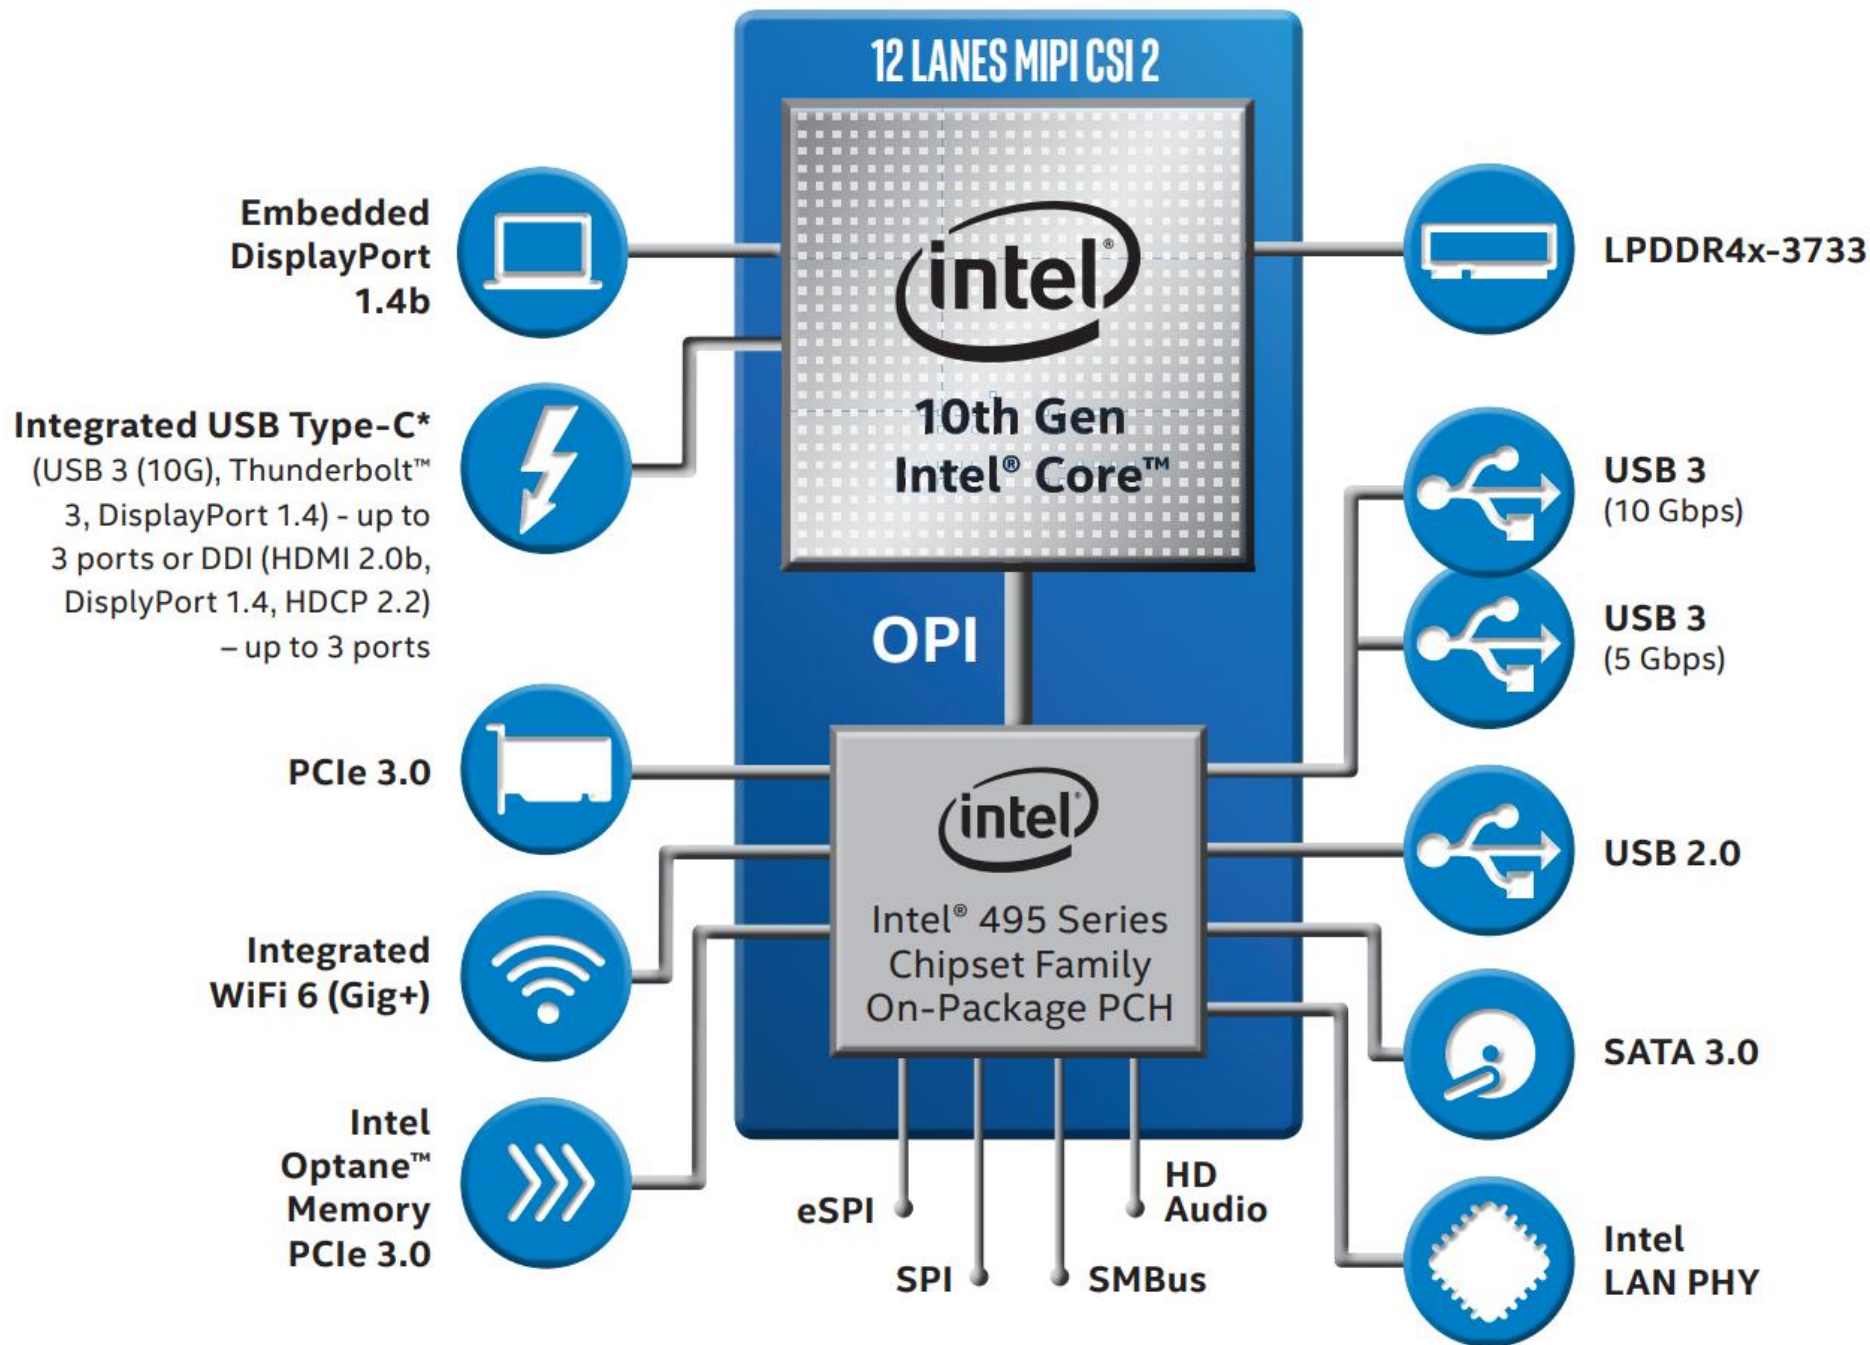 12 LANES MIPI CSI 2
intel®
10th Gen
Intel® Core™
OPI
intel
Intel® 495 Series
Chipset Family
On-Package PCH
Embedded
DisplayPort
1.4b
Integrated USB Type-C*
(USB 3 (10G), Thunderbolt™
3, DisplayPort 1.4) - up to
3 ports or DDI (HDMI 2.0b,
DisplyPort 1.4, HDCP 2.2)
– up to 3 ports
PCIe 3.0
Integrated
WiFi 6 (Gig+)
Intel
Optane™
Memory
PCIe 3.0
LPDDR4x-3733
USB 3
(10 Gbps)
USB 3
(5 Gbps)
USB 2.0
SATA 3.0
Intel
LAN PHY
eSPI
SPI
SMBus
HD
Audio